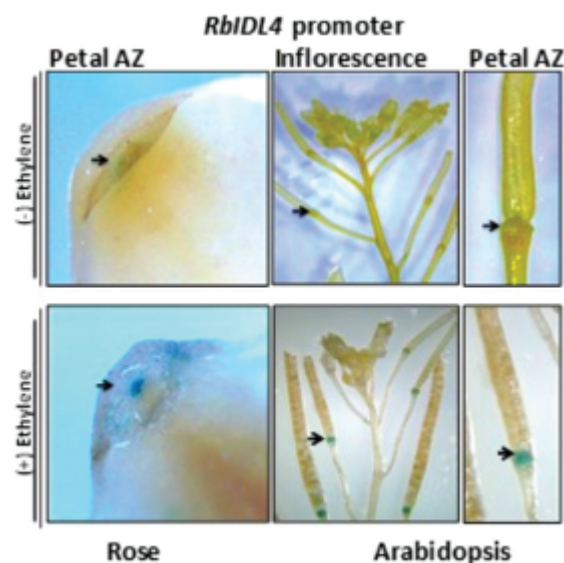 RbIDL4 promoter
Petal AZ Inflorescence Petal AZ
(-) Ethylene
(+) Ethylene
Rose Arabidopsis